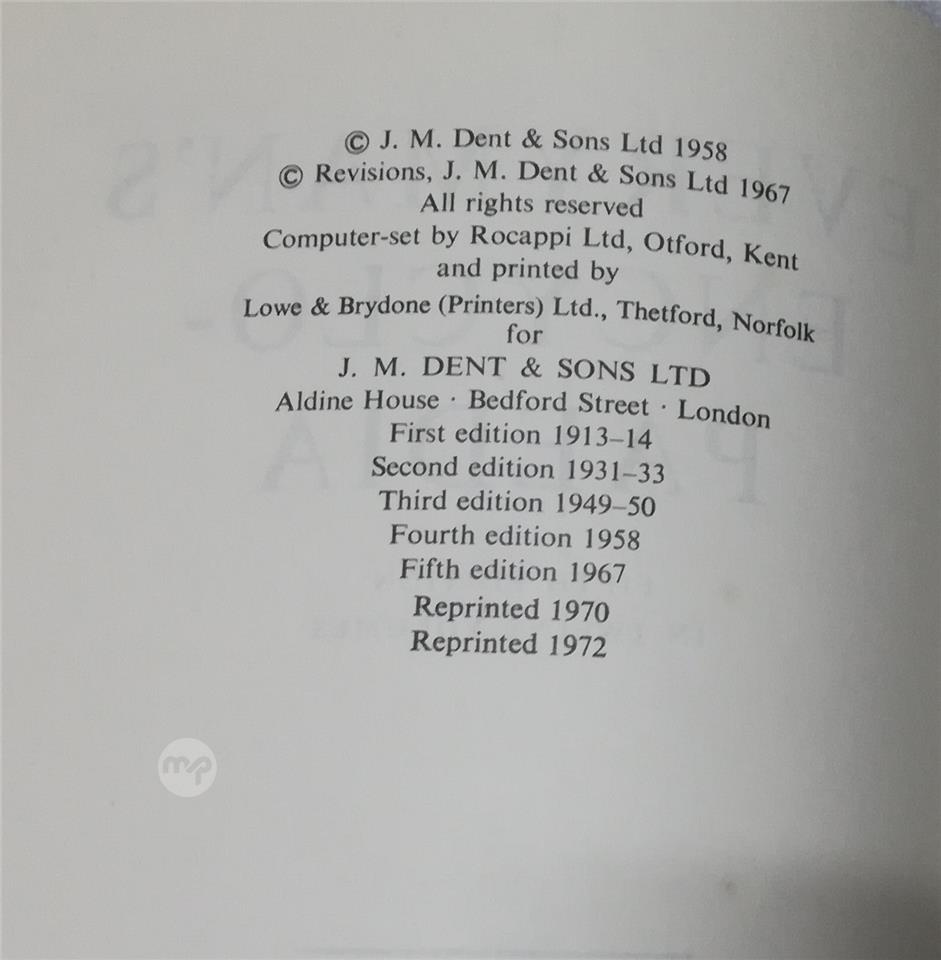 © J. M. Dent & Sons Ltd 1958
© Revisions, J. M. Dent & Sons Ltd 1967
All rights reserved
Computer-set by Rocappi Ltd, Otford, Kent
and printed by
Lowe & Brydone (Printers) Ltd., Thetford, Norfolk
for
J. M. DENT & SONS LTD
Aldine House · Bedford Street · London
First edition 1913–14
Second edition 1931–33
Third edition 1949–50
Fourth edition 1958
Fifth edition 1967
Reprinted 1970
Reprinted 1972
mp